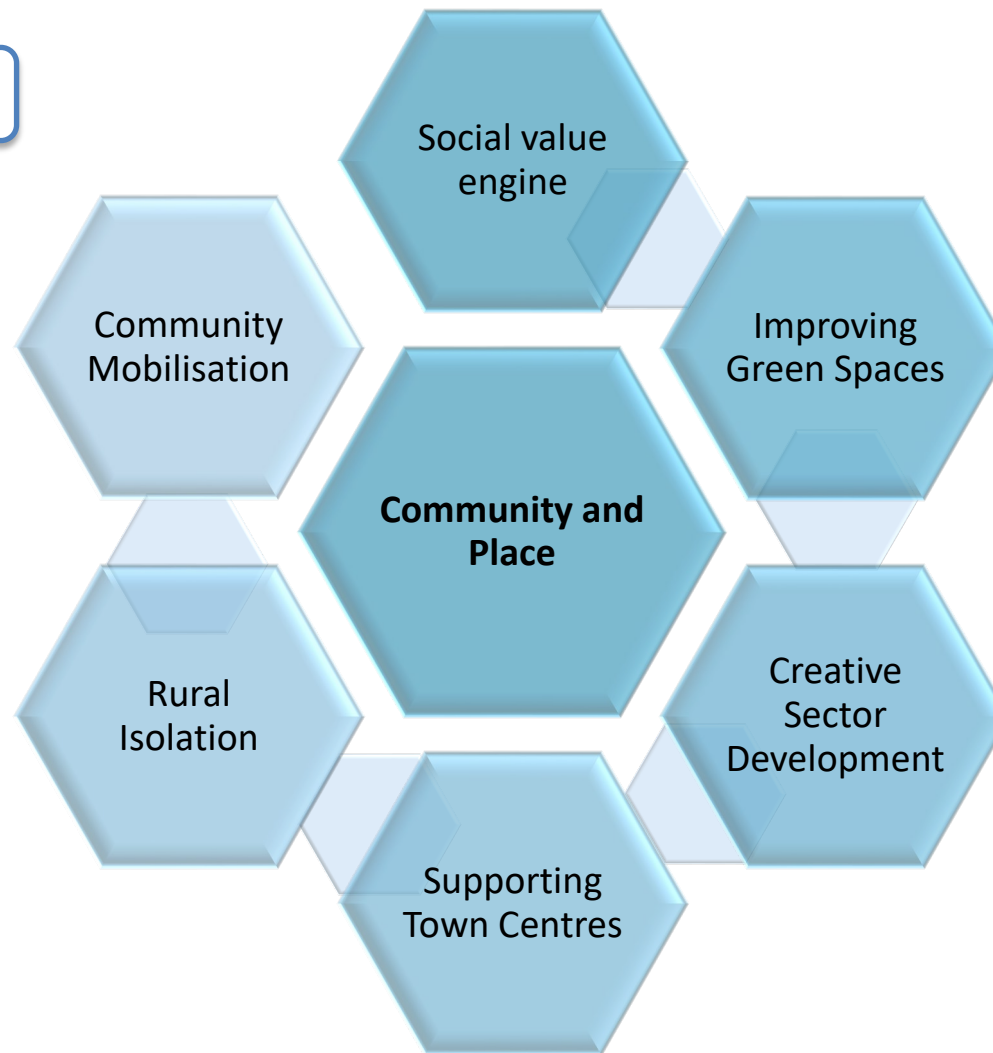 Social value
engine
Improving
Green Spaces
Creative
Sector
Development
Supporting
Town Centres
Rural
Isolation
Community
Mobilisation
Community and
Place